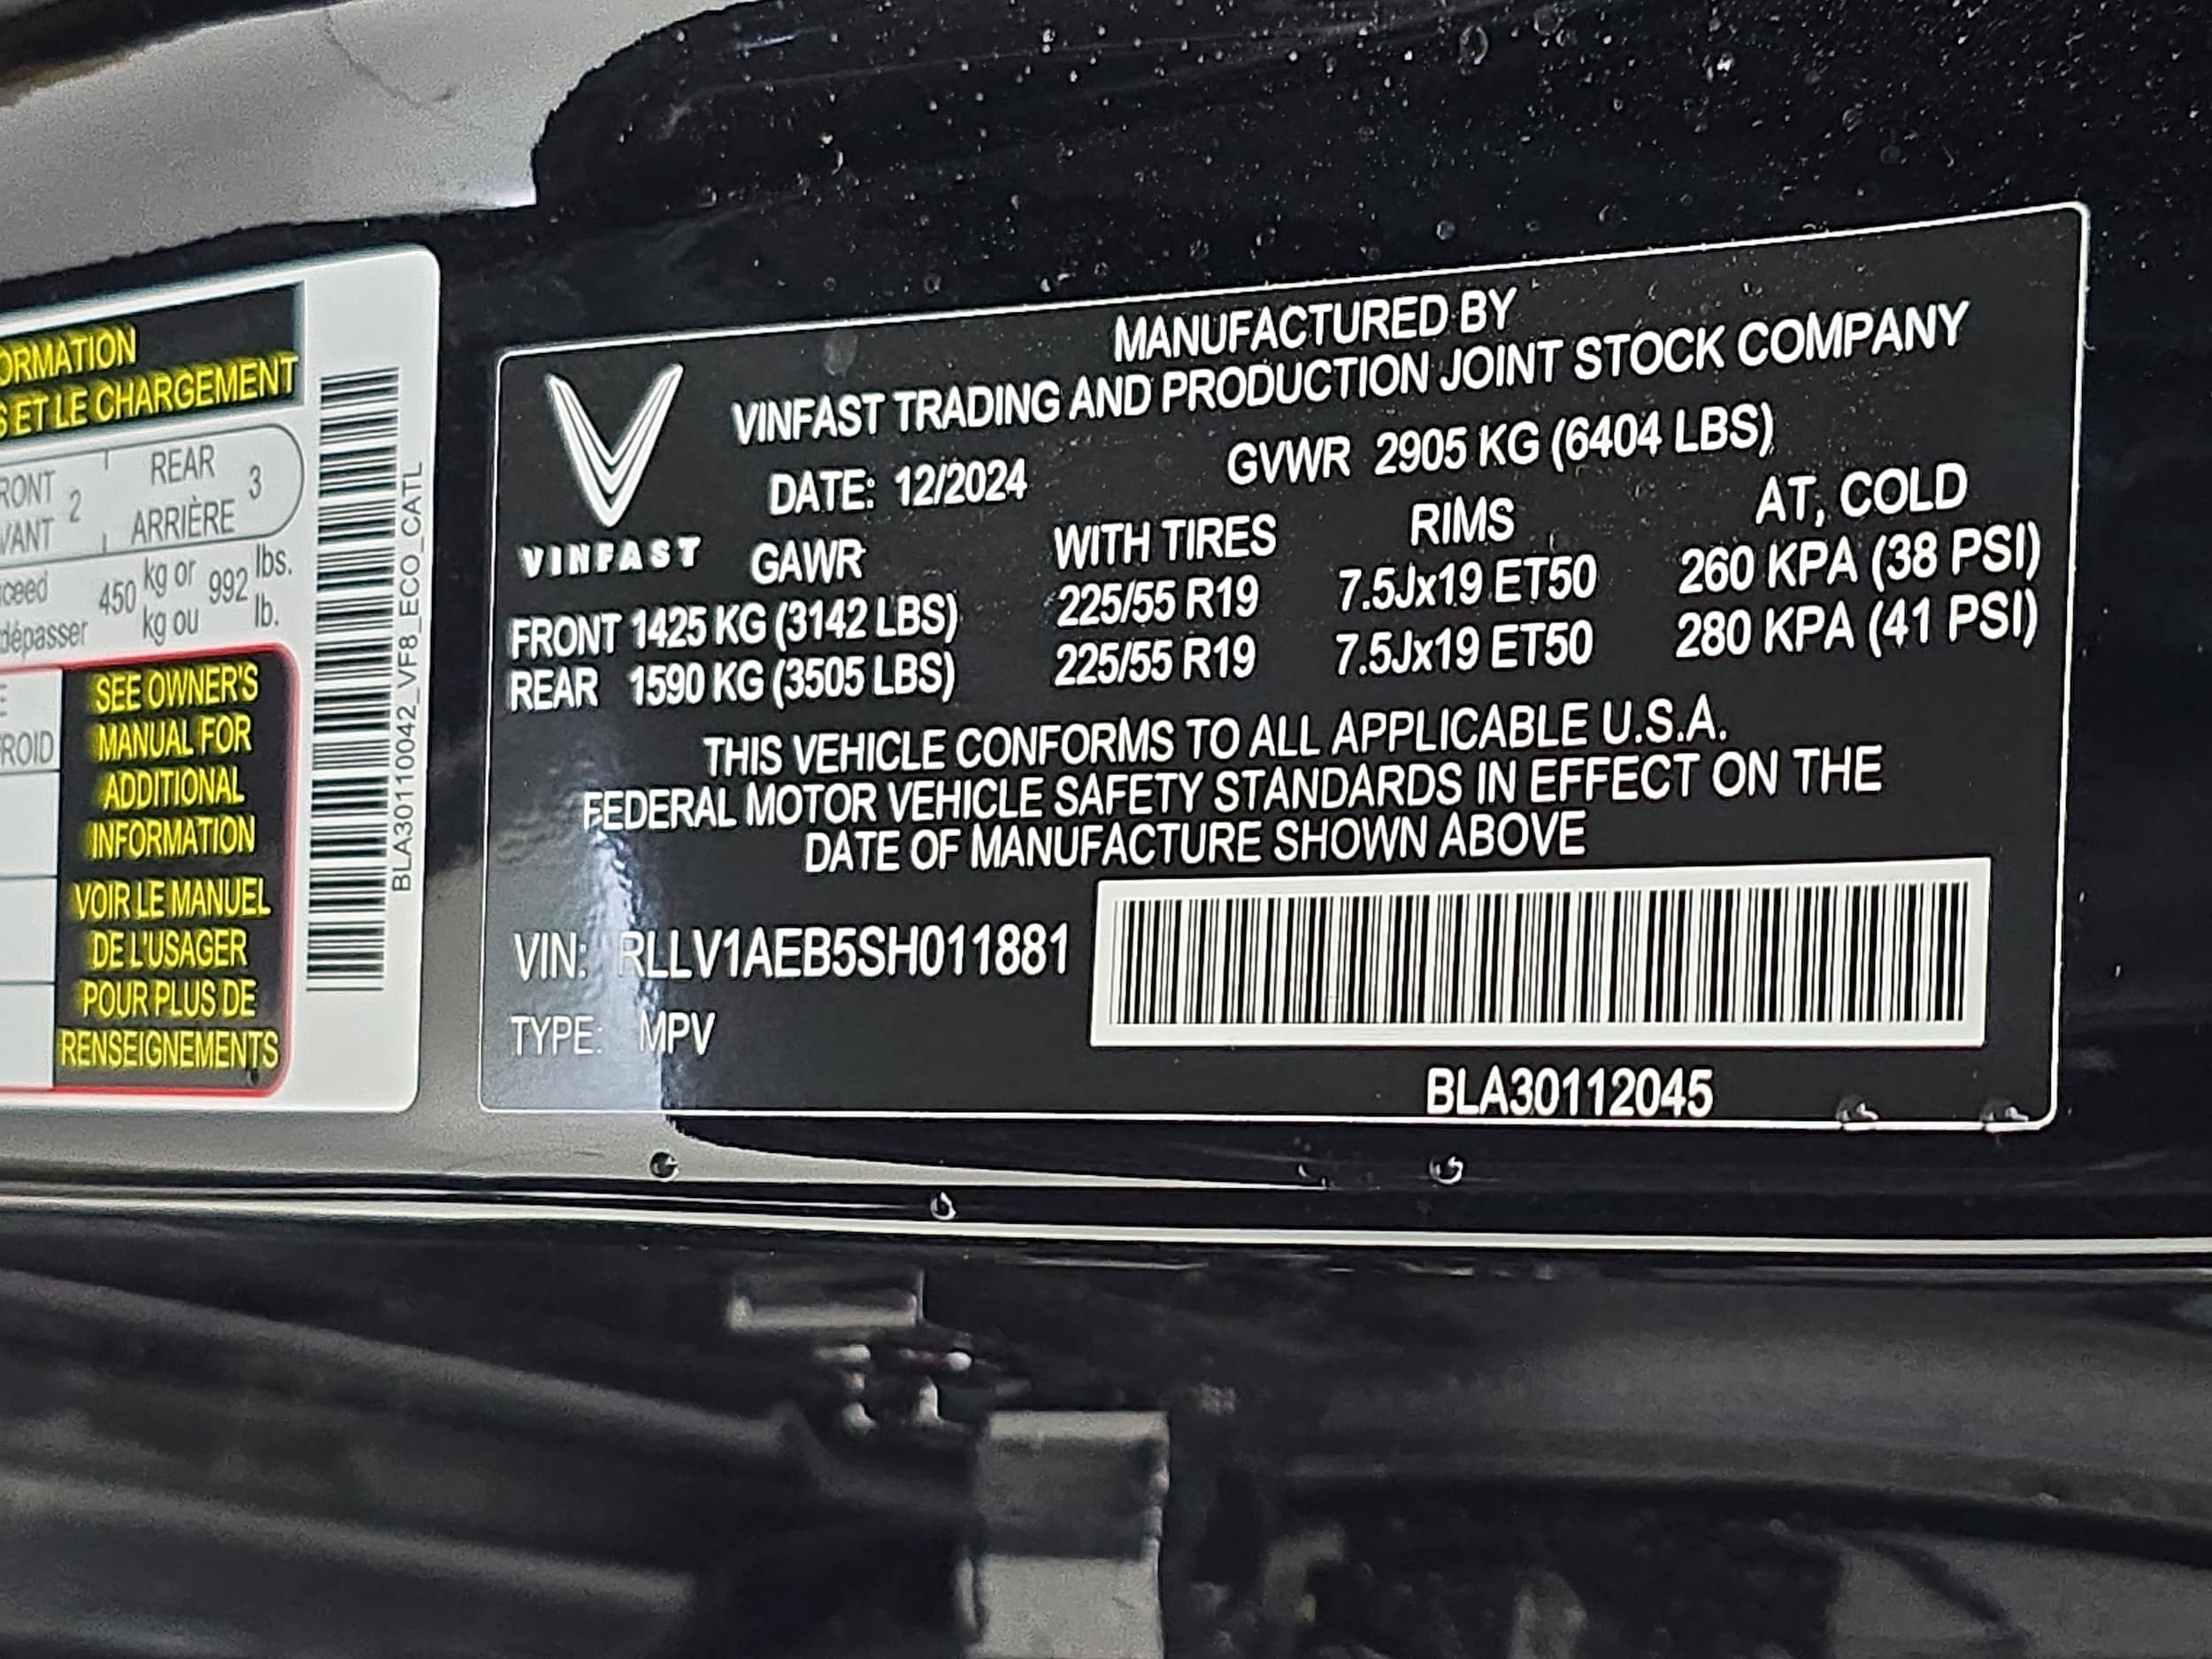 ORMATION
S ET LE CHARGEMENT
RONT 2 REAR 3
VANT ARRIÈRE
ceed 450 kg or 992 lbs.
dépasser kg ou lb.
E
ROID
SEE OWNER'S
MANUAL FOR
ADDITIONAL
INFORMATION
VOIR LE MANUEL
DE L'USAGER
POUR PLUS DE
RENSEIGNEMENTS
BLA30110042_VF8_ECO_CATL
MANUFACTURED BY
VINFAST TRADING AND PRODUCTION JOINT STOCK COMPANY
VINFAST
DATE: 12/2024 GVWR 2905 KG (6404 LBS)
GAWR WITH TIRES RIMS AT, COLD
FRONT 1425 KG (3142 LBS) 225/55 R19 7.5Jx19 ET50 260 KPA (38 PSI)
REAR 1590 KG (3505 LBS) 225/55 R19 7.5Jx19 ET50 280 KPA (41 PSI)
THIS VEHICLE CONFORMS TO ALL APPLICABLE U.S.A.
FEDERAL MOTOR VEHICLE SAFETY STANDARDS IN EFFECT ON THE
DATE OF MANUFACTURE SHOWN ABOVE
VIN: RLLV1AEB5SH011881
TYPE: MPV
BLA30112045